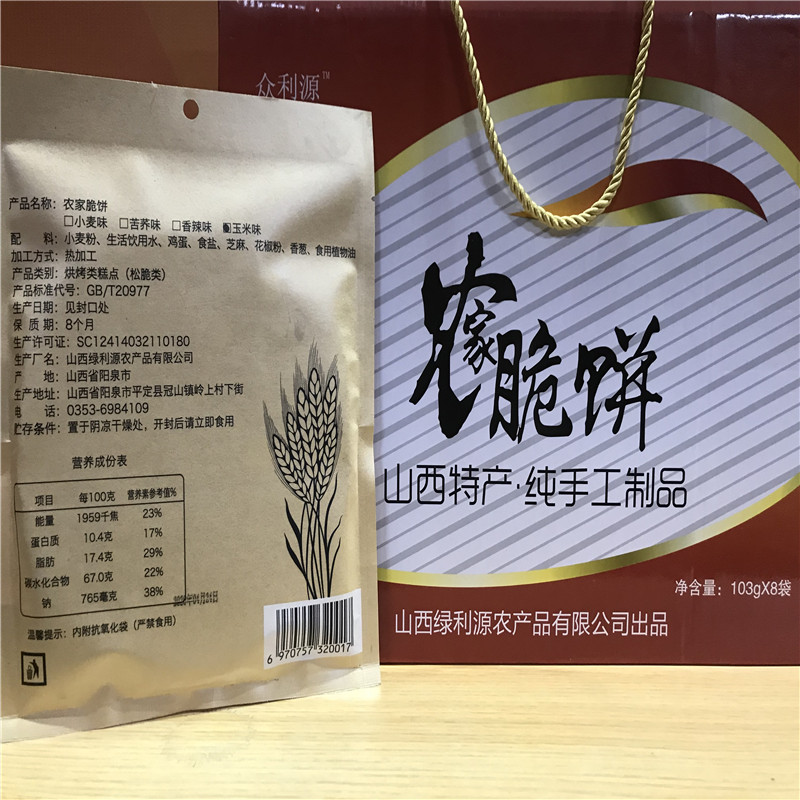 产品名称：农家脆饼
□小麦味 □苦荞味 □香辣味 ☑玉米味
配 料：小麦粉、生活饮用水、鸡蛋、食盐、芝麻、花椒粉、香葱、食用植物油
加工方式：热加工
产品类别：烘烤类糕点（松脆类）
产品标准代号：GB/T20977
生产日期：见封口处
保 质 期：8个月
生产许可证：SC12414032110180
生产厂名：山西绿利源农产品有限公司
产 地：山西省阳泉市
生产地址：山西省阳泉市平定县冠山镇岭上村下街
电 话：0353-6984109
贮存条件：置于阴凉干燥处，开封后请立即食用
营养成份表
项目 每100克 营养素参考值%
能量 1959千焦 23%
蛋白质 10.4克 17%
脂肪 17.4克 29%
碳水化合物 67.0克 22%
钠 765毫克 38%
温馨提示：内附抗氧化袋（严禁食用）
6 970757 320017
众利源™
农家脆饼
山西特产·纯手工制品
净含量：103gX8袋
山西绿利源农产品有限公司出品